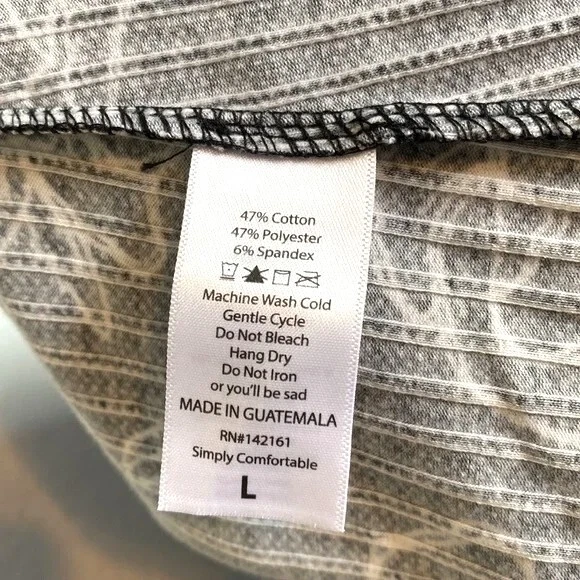 47% Cotton
47% Polyester
6% Spandex
Machine Wash Cold
Gentle Cycle
Do Not Bleach
Hang Dry
Do Not Iron
or you'll be sad
MADE IN GUATEMALA
RN#142161
Simply Comfortable
L